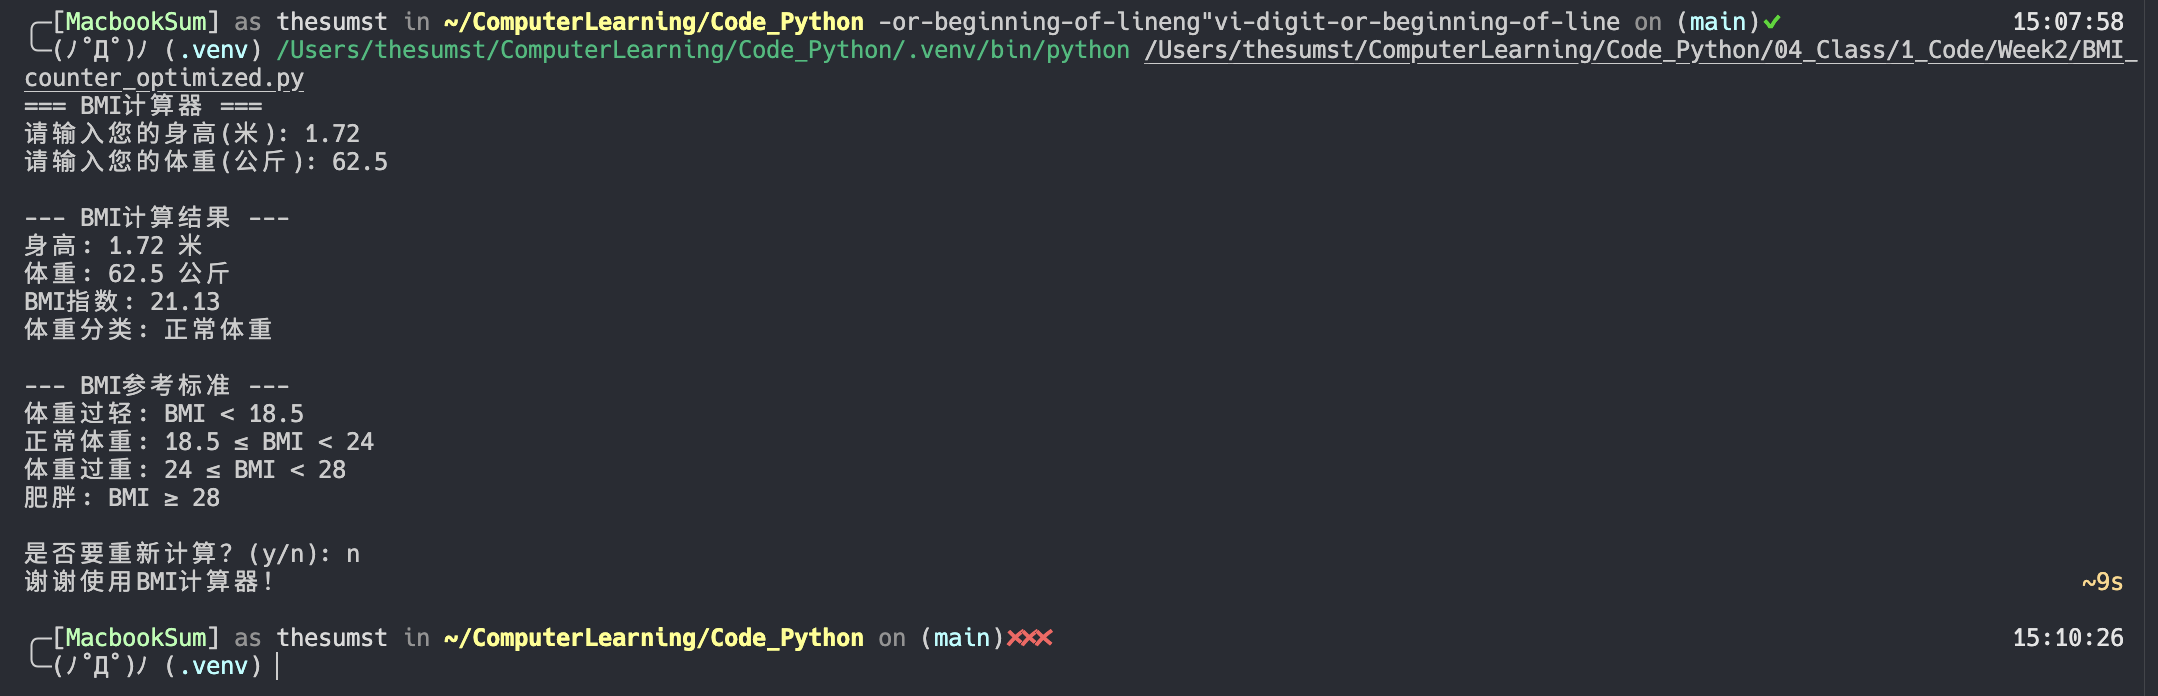 ╭─[MacbookSum] as thesumst in ~/ComputerLearning/Code_Python -or-beginning-of-lineng"vi-digit-or-beginning-of-line on (main)✔ 15:07:58
╰─(ﾉ˚Д˚)ﾉ (.venv) /Users/thesumst/ComputerLearning/Code_Python/.venv/bin/python /Users/thesumst/ComputerLearning/Code_Python/04_Class/1_Code/Week2/BMI_
counter_optimized.py
=== BMI计算器 ===
请输入您的身高(米): 1.72
请输入您的体重(公斤): 62.5
--- BMI计算结果 ---
身高: 1.72 米
体重: 62.5 公斤
BMI指数: 21.13
体重分类: 正常体重
--- BMI参考标准 ---
体重过轻: BMI < 18.5
正常体重: 18.5 ≤ BMI < 24
体重过重: 24 ≤ BMI < 28
肥胖: BMI ≥ 28
是否要重新计算? (y/n): n
谢谢使用BMI计算器! ~9s
╭─[MacbookSum] as thesumst in ~/ComputerLearning/Code_Python on (main)✘✘✘ 15:10:26
╰─(ﾉ˚Д˚)ﾉ (.venv)